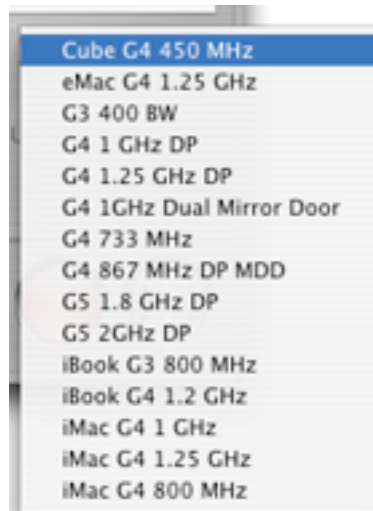 Cube G4 450 MHz
eMac G4 1.25 GHz
G3 400 BW
G4 1 GHz DP
G4 1.25 GHz DP
G4 1GHz Dual Mirror Door
G4 733 MHz
G4 867 MHz DP MDD
G5 1.8 GHz DP
G5 2GHz DP
iBook G3 800 MHz
iBook G4 1.2 GHz
iMac G4 1 GHz
iMac G4 1.25 GHz
iMac G4 800 MHz